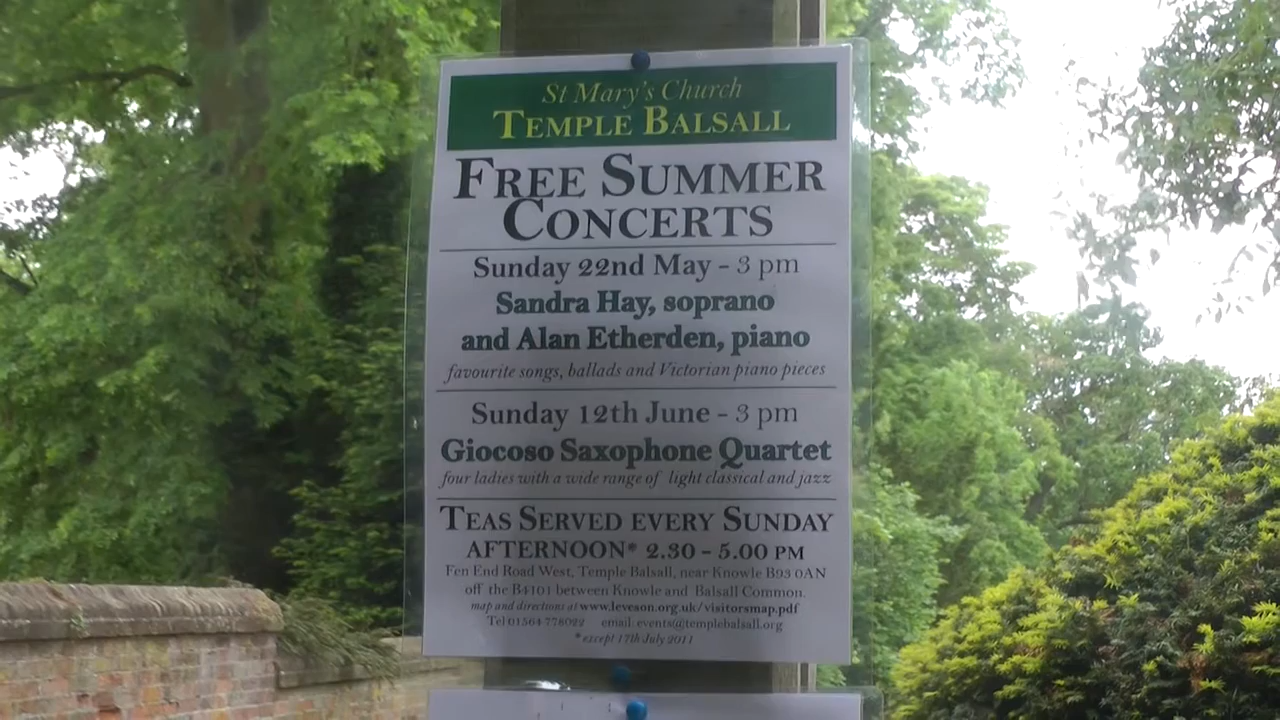 St Mary's Church
TEMPLE BALSALL
FREE SUMMER
CONCERTS
Sunday 22nd May - 3 pm
Sandra Hay, soprano
and Alan Etherden, piano
favourite songs, ballads and Victorian piano pieces
Sunday 12th June - 3 pm
Giocoso Saxophone Quartet
four ladies with a wide range of light classical and jazz
TEAS SERVED EVERY SUNDAY
AFTERNOON* 2.30 - 5.00 PM
Fen End Road West, Temple Balsall, near Knowle B93 0AN
off the B4101 between Knowle and Balsall Common.
map and directions at www.leveson.org.uk/visitorsmap.pdf
Tel 01564 778022 email: events@templebalsall.org
*except 17th July 2011